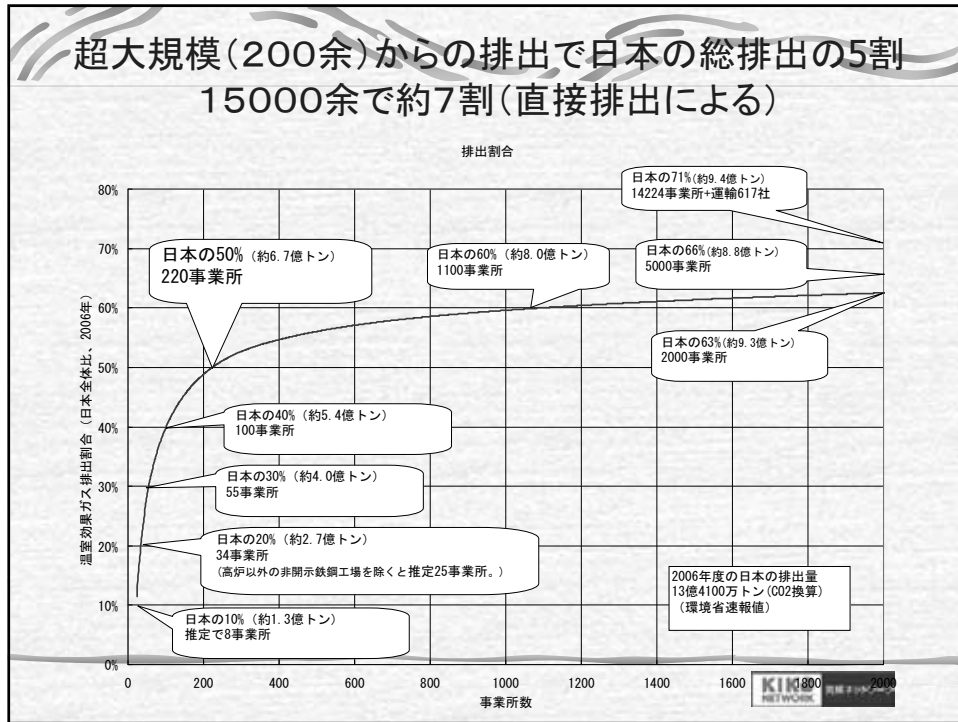 超大規模(200余)からの排出で日本の総排出の5割
15000余で約7割(直接排出による)
排出割合
80%
70%
60%
50%
40%
30%
20%
10%
0%
温室効果ガス排出割合(日本全体比、2006年)
日本の71%(約9.4億トン)
14224事業所+運輸617社
日本の50% (約6.7億トン)
220事業所
日本の60% (約8.0億トン)
1100事業所
日本の66%(約8.8億トン)
5000事業所
日本の63%(約9.3億トン)
2000事業所
日本の40% (約5.4億トン)
100事業所
日本の30% (約4.0億トン)
55事業所
日本の20% (約2.7億トン)
34事業所
(高炉以外の非開示鉄鋼工場を除くと推定25事業所。)
日本の10% (約1.3億トン)
推定で8事業所
2006年度の日本の排出量
13億4100万トン(CO2換算)
(環境省速報値)
0
200
400
600
800
1000
1200
1400
1600
1800
2000
事業所数
KIKO
NETWORK
気候ネットワーク